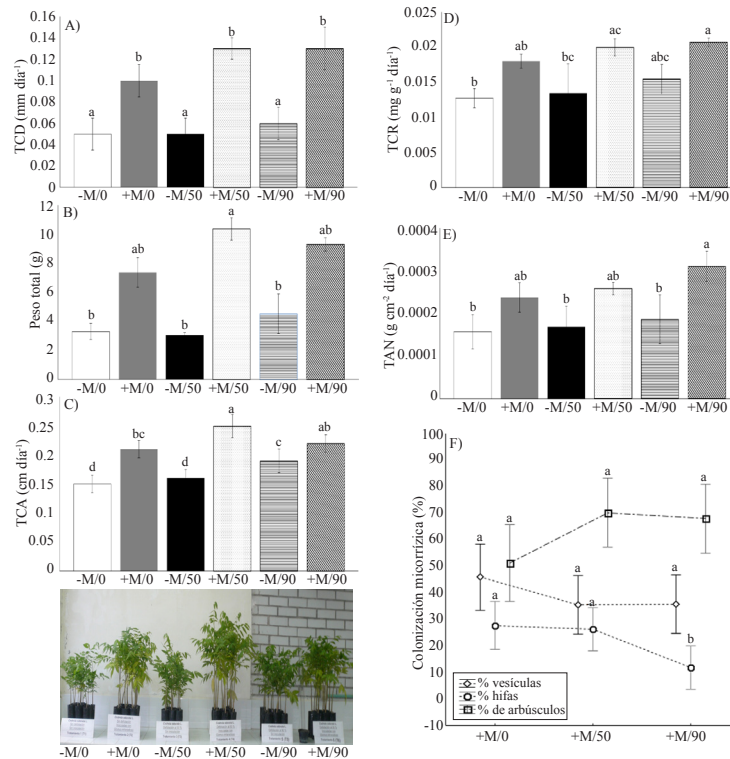 A)
0.16
0.14
0.12
0.1
0.08
0.06
0.04
0.02
0
TCD (mm día-1)
a
b
a
b
a
b
-M/0
+M/0
-M/50
+M/50
-M/90
+M/90
B)
12
10
8
6
4
2
0
Peso total (g)
b
ab
b
a
b
ab
-M/0
+M/0
-M/50
+M/50
-M/90
+M/90
C)
0.3
0.25
0.2
0.15
0.1
0.05
0
TCA (cm día-1)
d
bc
d
a
c
ab
-M/0
+M/0
-M/50
+M/50
-M/90
+M/90
-M/0
+M/0
-M/50
+M/50
-M/90
+M/90
D)
0.02
0.015
0.01
0.005
0
TCR (mg g-1 día-1)
b
ab
bc
ac
abc
a
-M/0
+M/0
-M/50
+M/50
-M/90
+M/90
E)
0.0004
0.0003
0.0002
0.0001
0
TAN (g cm-2 día-1)
b
ab
b
ab
b
a
-M/0
+M/0
-M/50
+M/50
-M/90
+M/90
F)
100
90
80
70
60
50
40
30
20
10
0
-10
Colonización micorrízica (%)
a
a
a
a
a
a
a
a
b
% vesículas
% hifas
% de arbúsculos
+M/0
+M/50
+M/90